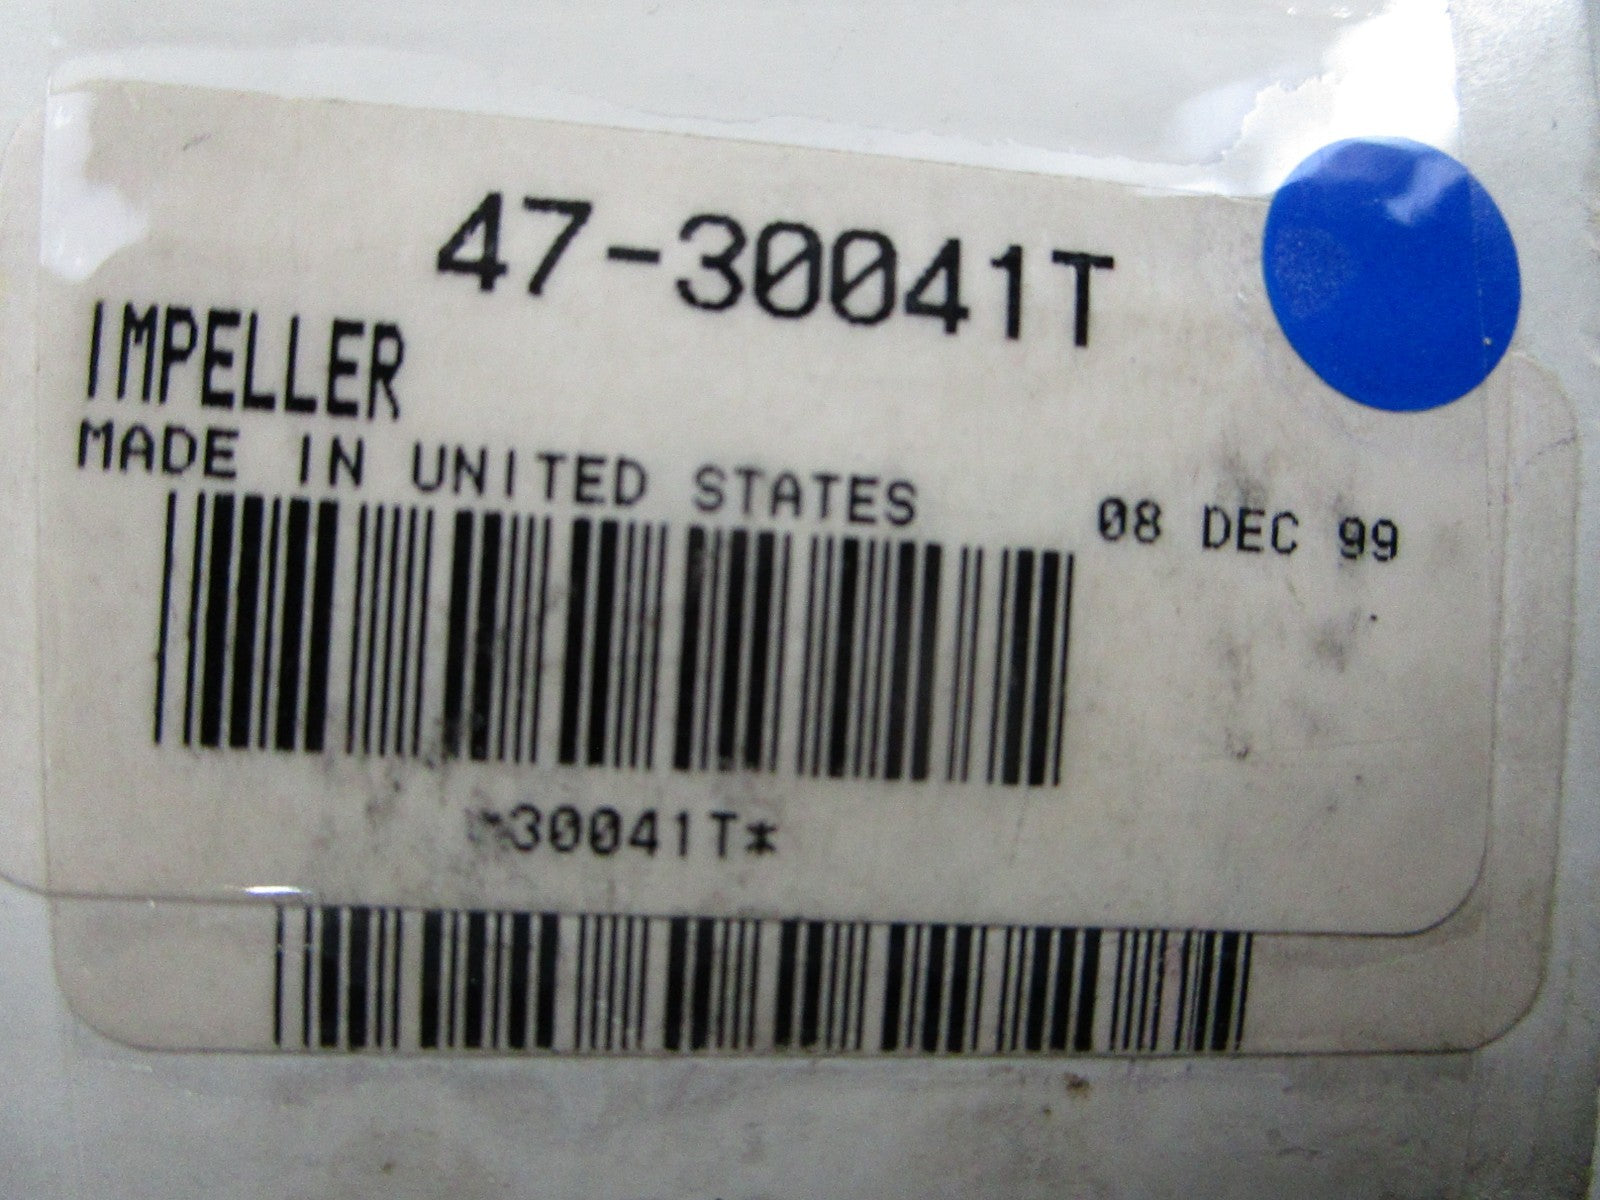 47-30041T
IMPELLER
MADE IN UNITED STATES
08 DEC 99
*30041T*